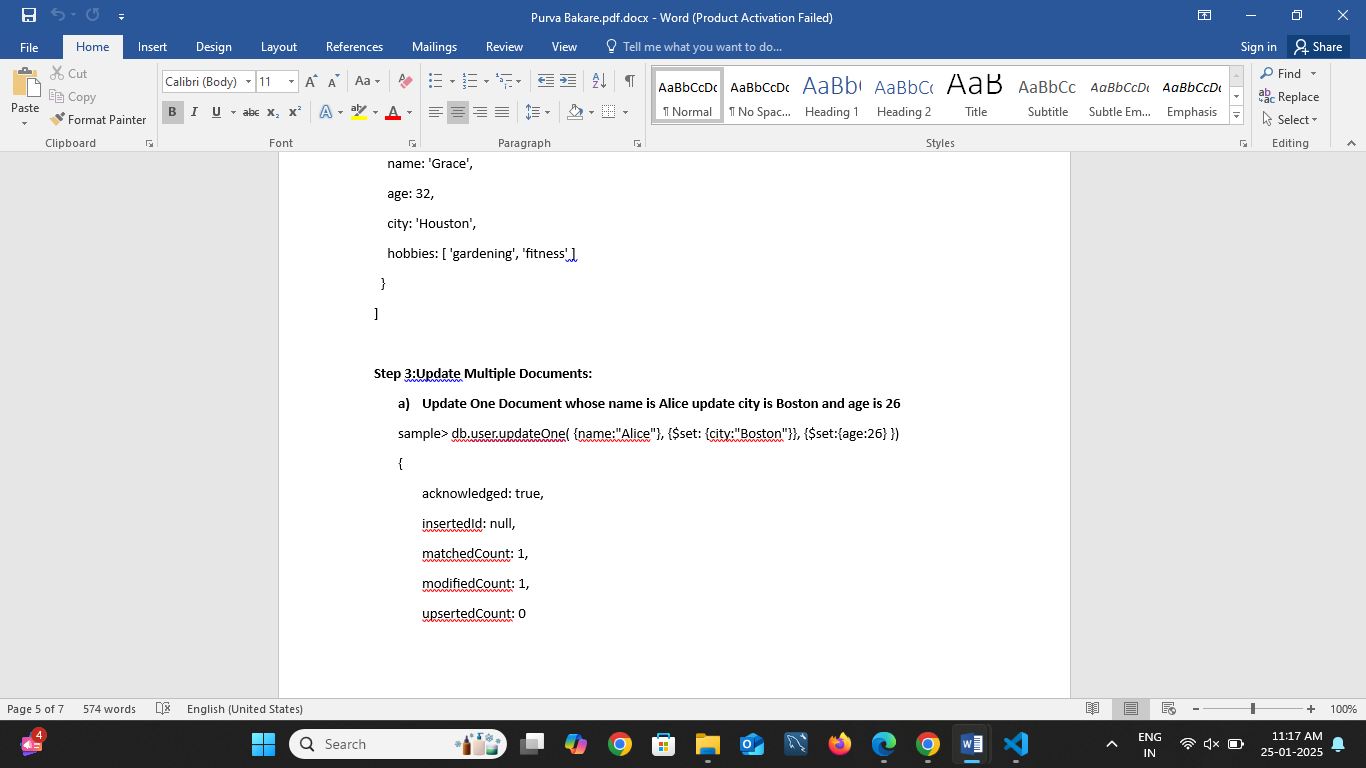 Purva Bakare.pdf.docx - Word (Product Activation Failed)
File Home Insert Design Layout References Mailings Review View Tell me what you want to do... Sign in Share
Paste
Cut
Copy
Format Painter
Clipboard
Calibri (Body) 11
B I U abc x₂ x² A aby A
Font
Paragraph
AaBbCcDc AaBbCcDc AaBb( AaBbCc AaB AaBbCc AaBbCcDc AaBbCcDc
¶ Normal ¶ No Spac... Heading 1 Heading 2 Title Subtitle Subtle Em... Emphasis
Styles
Find
Replace
Select
Editing
name: 'Grace',
age: 32,
city: 'Houston',
hobbies: [ 'gardening', 'fitness' ]
}
]
Step 3:Update Multiple Documents:
a) Update One Document whose name is Alice update city is Boston and age is 26
sample> db.user.updateOne( {name:"Alice"}, {$set: {city:"Boston"}}, {$set:{age:26} })
{
acknowledged: true,
insertedId: null,
matchedCount: 1,
modifiedCount: 1,
upsertedCount: 0
Page 5 of 7 574 words English (United States) 100%
4
Search
ENG
IN
11:17 AM
25-01-2025